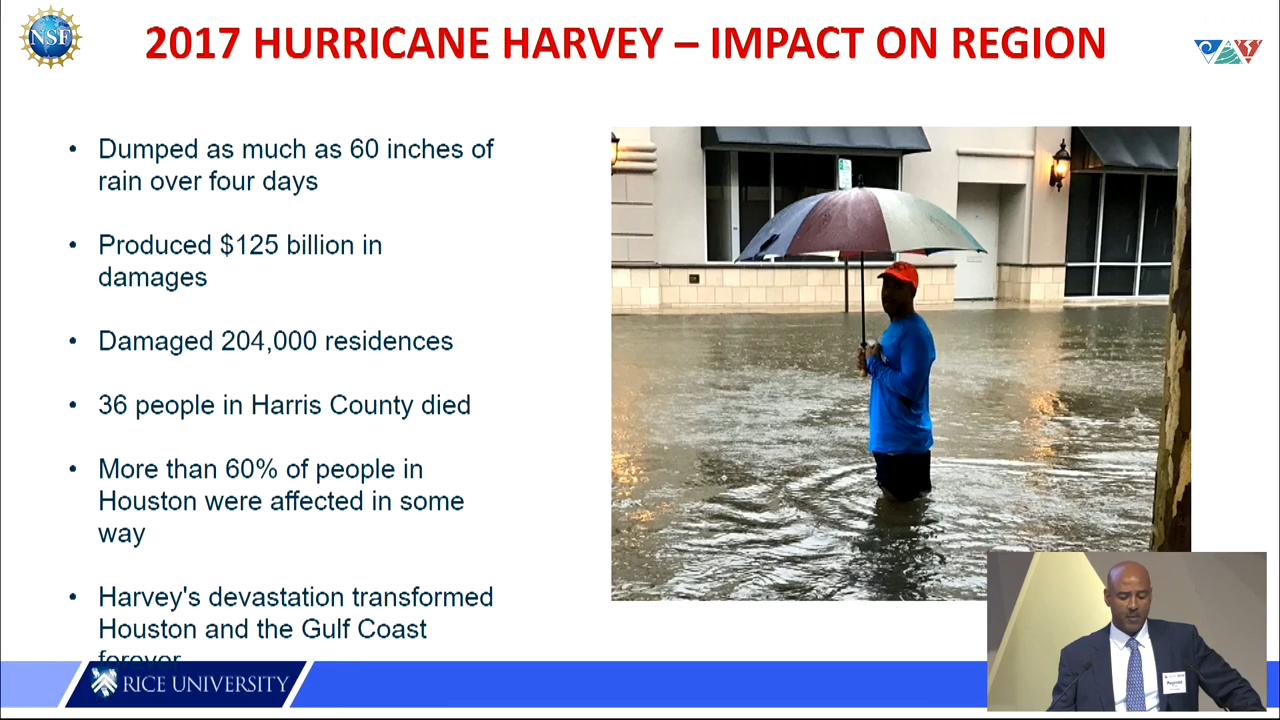 NSF
2017 HURRICANE HARVEY – IMPACT ON REGION
• Dumped as much as 60 inches of
rain over four days
• Produced $125 billion in
damages
• Damaged 204,000 residences
• 36 people in Harris County died
• More than 60% of people in
Houston were affected in some
way
• Harvey's devastation transformed
Houston and the Gulf Coast
forever
RICE UNIVERSITY